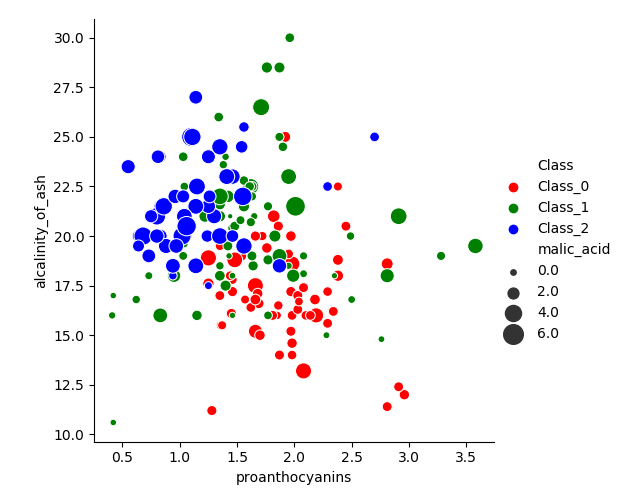 30.0
27.5
25.0
22.5
20.0
17.5
15.0
12.5
10.0
alcalinity_of_ash
0.5 1.0 1.5 2.0 2.5 3.0 3.5
proanthocyanins
Class
Class_0
Class_1
Class_2
malic_acid
0.0
2.0
4.0
6.0